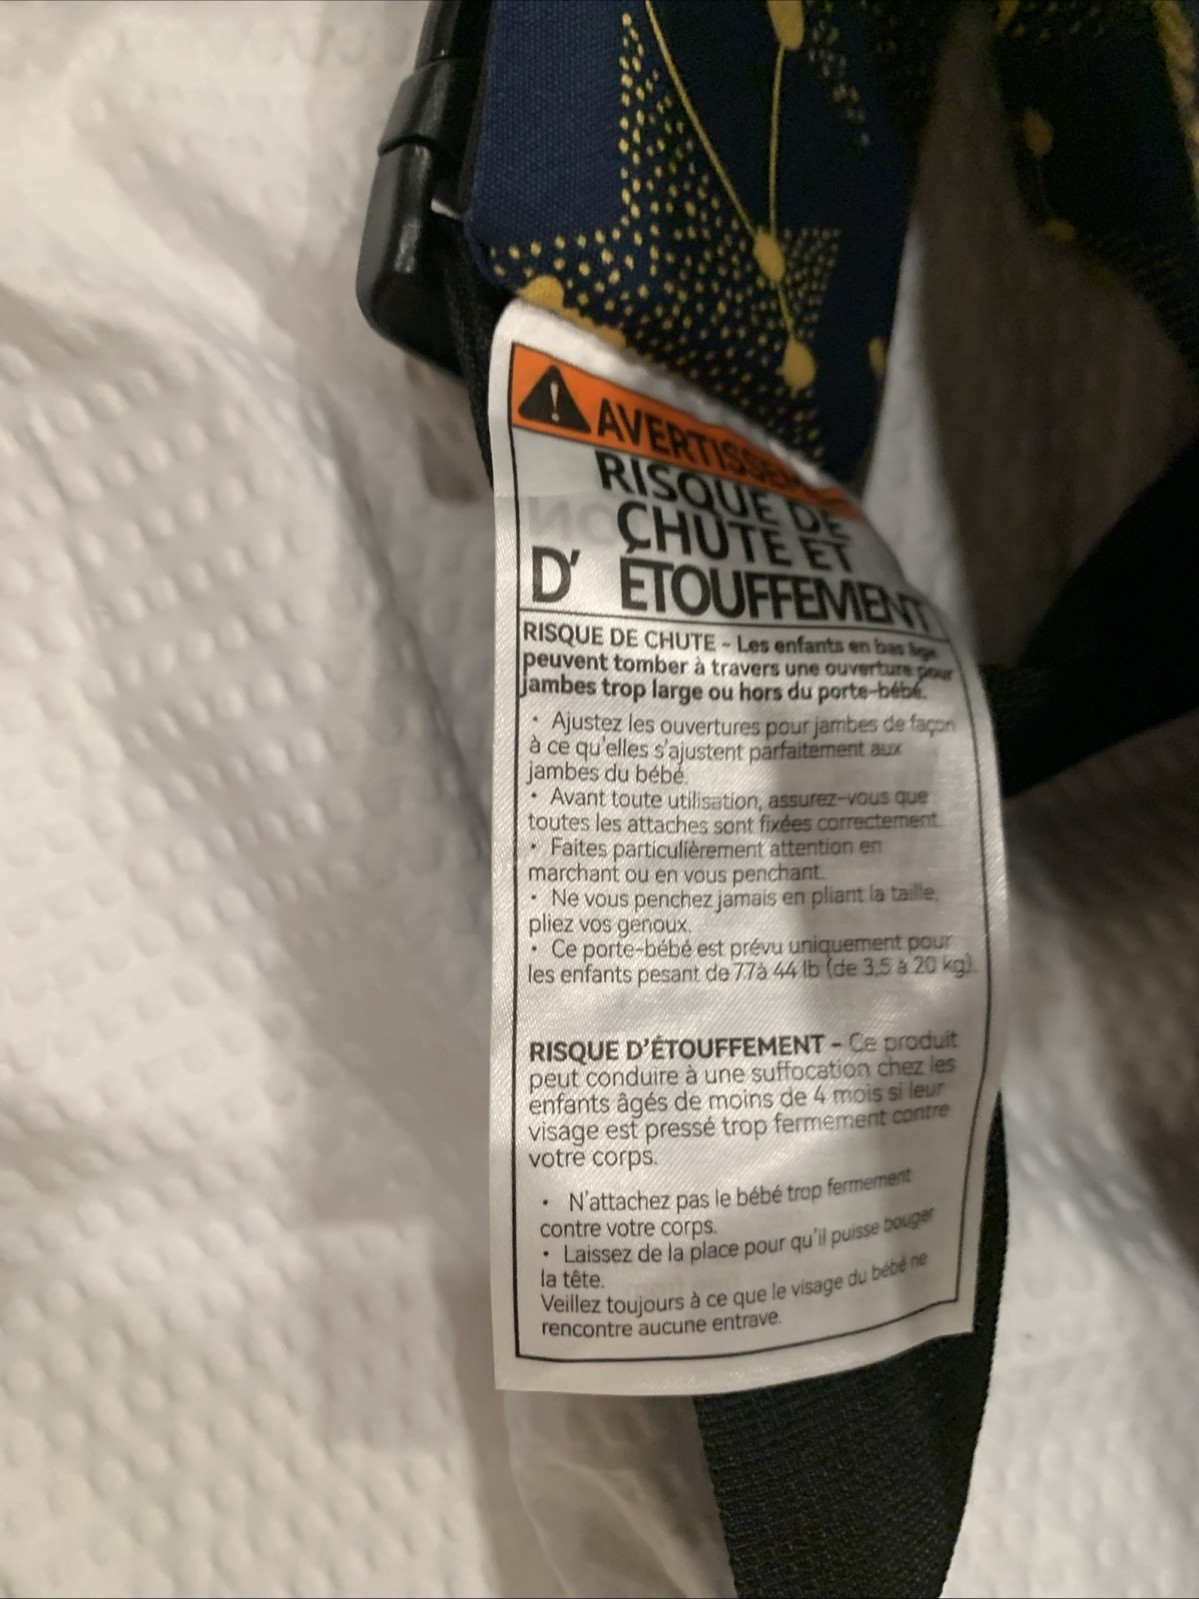 AVERTISSEMENT
RISQUE DE
CHUTE ET
D' ÉTOUFFEMENT
RISQUE DE CHUTE - Les enfants en bas âge
peuvent tomber à travers une ouverture pour
jambes trop large ou hors du porte-bébé.
• Ajustez les ouvertures pour jambes de façon
à ce qu'elles s'ajustent parfaitement aux
jambes du bébé.
• Avant toute utilisation, assurez-vous que
toutes les attaches sont fixées correctement.
• Faites particulièrement attention en
marchant ou en vous penchant.
• Ne vous penchez jamais en pliant la taille,
pliez vos genoux.
• Ce porte-bébé est prévu uniquement pour
les enfants pesant de 7.7à 44 lb (de 3,5 à 20 kg).
RISQUE D'ÉTOUFFEMENT - Ce produit
peut conduire à une suffocation chez les
enfants âgés de moins de 4 mois si leur
visage est pressé trop fermement contre
votre corps.
• N'attachez pas le bébé trop fermement
contre votre corps.
• Laissez de la place pour qu'il puisse bouger
la tête.
Veillez toujours à ce que le visage du bébé ne
rencontre aucune entrave.